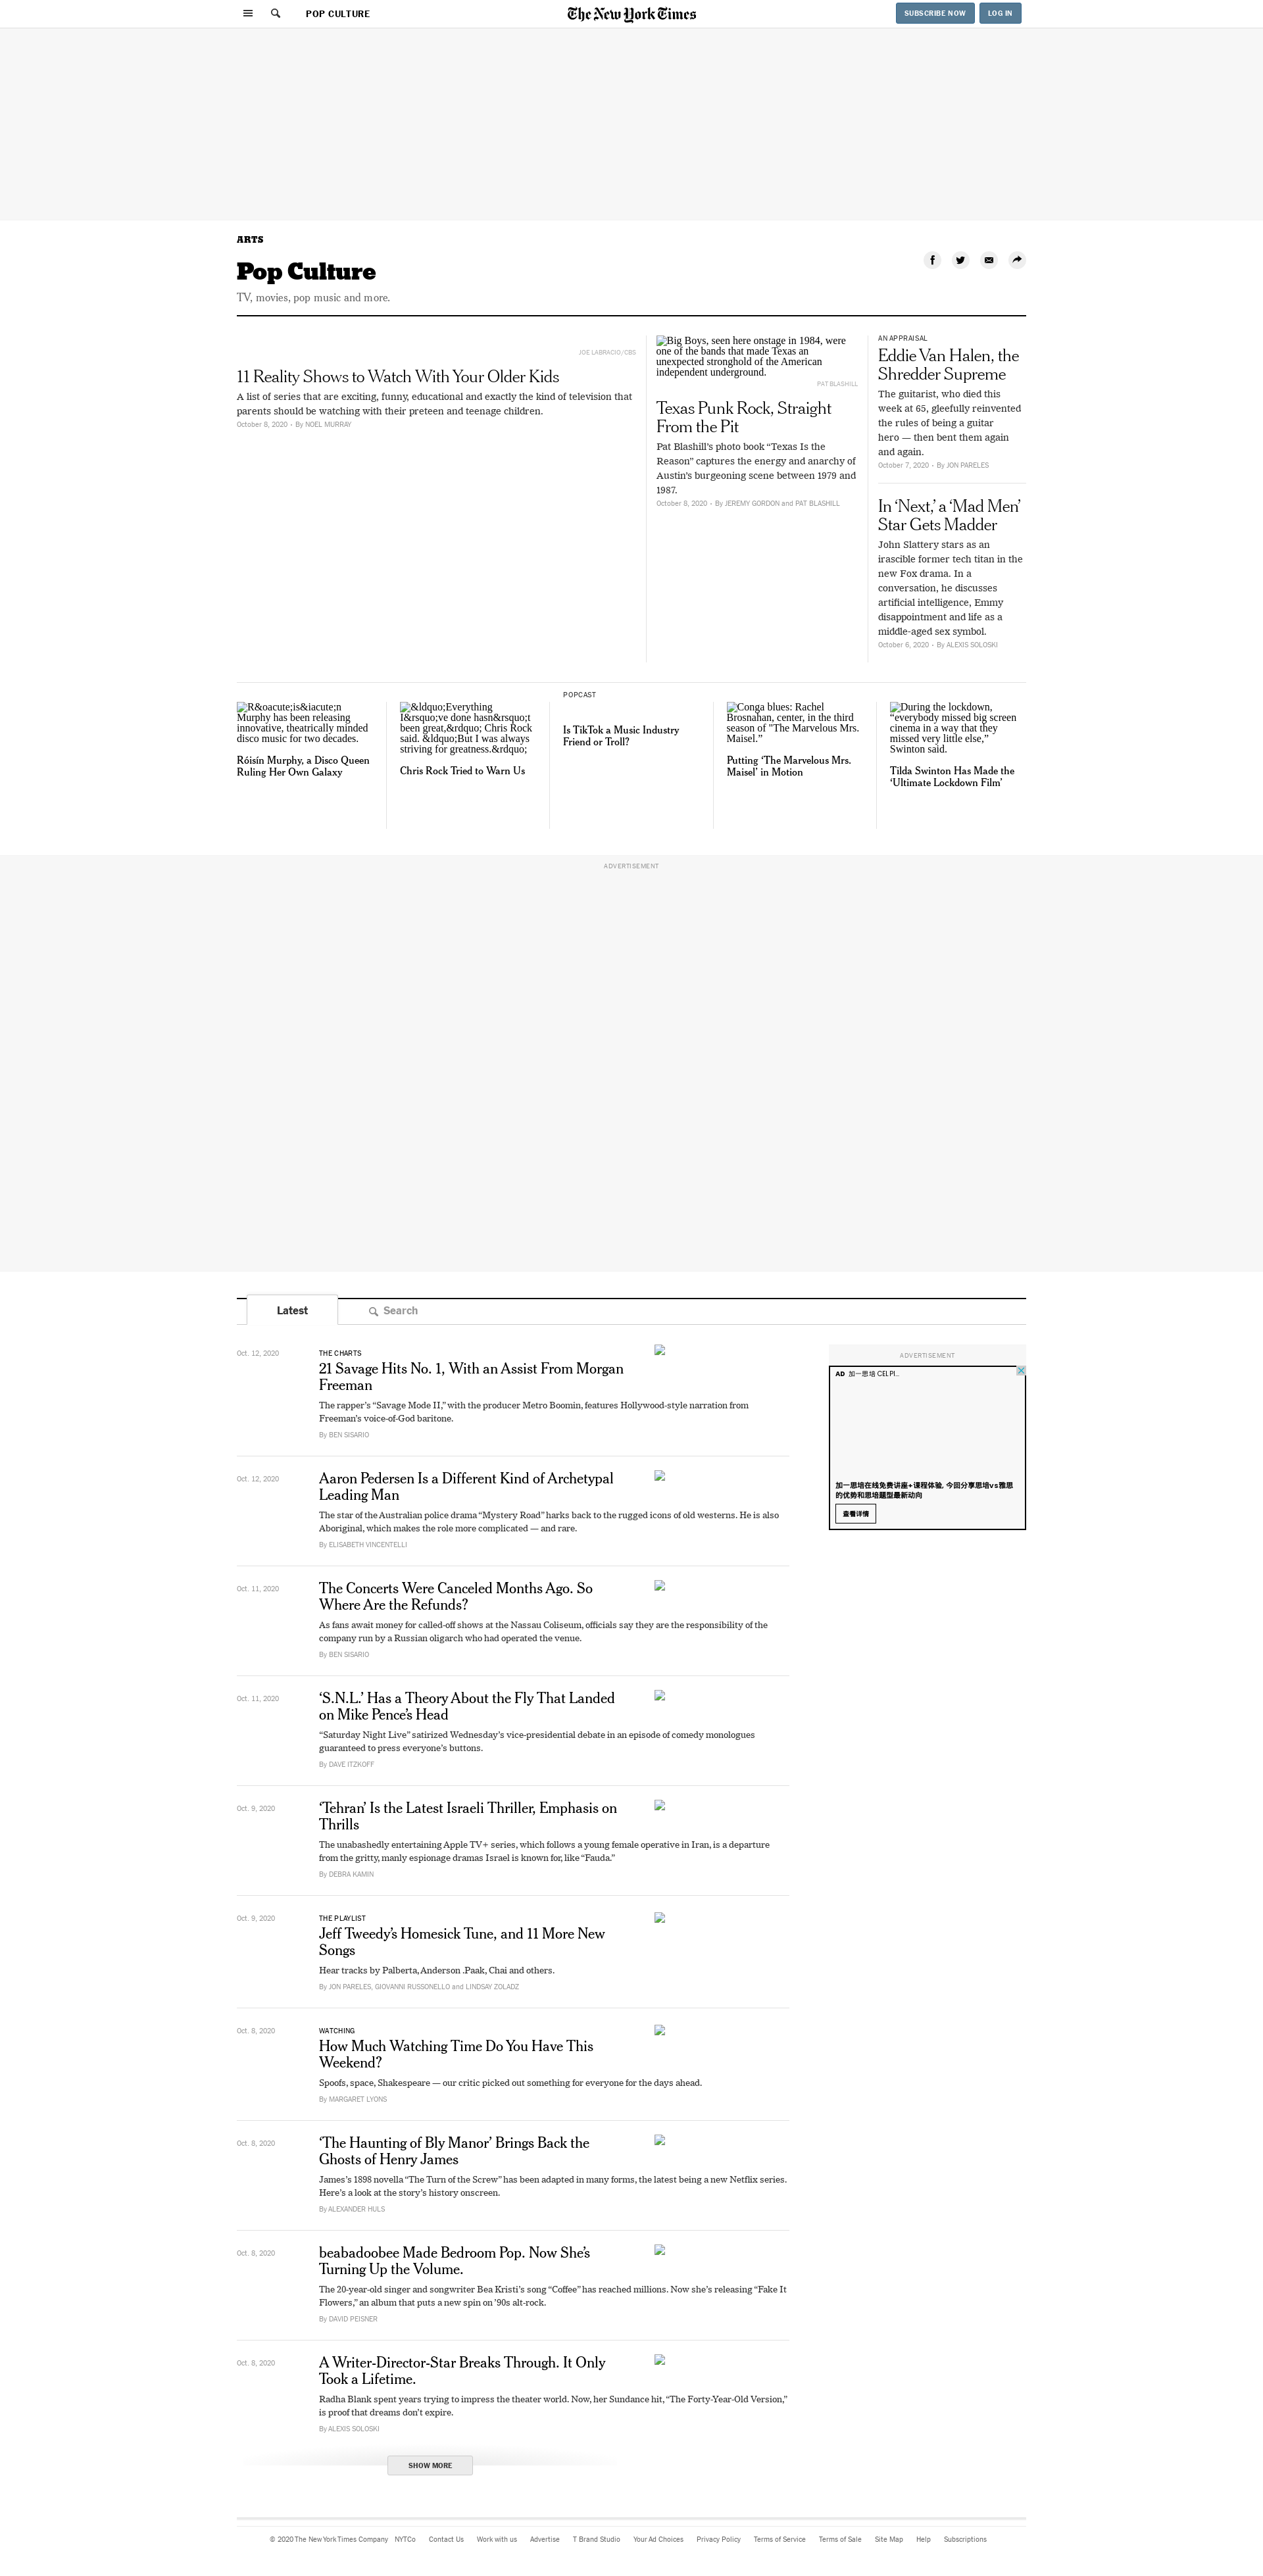 POP CULTURE
The New York Times
SUBSCRIBE NOW
LOG IN
ARTS
Pop Culture
TV, movies, pop music and more.
JOE LABRACIO/CBS
11 Reality Shows to Watch With Your Older Kids
A list of series that are exciting, funny, educational and exactly the kind of television that
parents should be watching with their preteen and teenage children.
October 8, 2020 • By NOEL MURRAY
Big Boys, seen here onstage in 1984, were
one of the bands that made Texas an
unexpected stronghold of the American
independent underground.
PAT BLASHILL
Texas Punk Rock, Straight
From the Pit
Pat Blashill’s photo book “Texas Is the
Reason” captures the energy and anarchy of
Austin’s burgeoning scene between 1979 and
1987.
October 8, 2020 • By JEREMY GORDON and PAT BLASHILL
AN APPRAISAL
Eddie Van Halen, the
Shredder Supreme
The guitarist, who died this
week at 65, gleefully reinvented
the rules of being a guitar
hero — then bent them again
and again.
October 7, 2020 • By JON PARELES
In ‘Next,’ a ‘Mad Men’
Star Gets Madder
John Slattery stars as an
irascible former tech titan in the
new Fox drama. In a
conversation, he discusses
artificial intelligence, Emmy
disappointment and life as a
middle-aged sex symbol.
October 6, 2020 • By ALEXIS SOLOSKI
R&oacute;is&iacute;n
Murphy has been releasing
innovative, theatrically minded
disco music for two decades.
Róisín Murphy, a Disco Queen
Ruling Her Own Galaxy
&ldquo;Everything
I&rsquo;ve done hasn&rsquo;t
been great,&rdquo; Chris Rock
said. &ldquo;But I was always
striving for greatness.&rdquo;
Chris Rock Tried to Warn Us
POPCAST
Is TikTok a Music Industry
Friend or Troll?
Conga blues: Rachel
Brosnahan, center, in the third
season of “The Marvelous Mrs.
Maisel.”
Putting ‘The Marvelous Mrs.
Maisel’ in Motion
During the lockdown,
“everybody missed big screen
cinema in a way that they
missed very little else,”
Swinton said.
Tilda Swinton Has Made the
‘Ultimate Lockdown Film’
ADVERTISEMENT
Latest
Search
Oct. 12, 2020
THE CHARTS
21 Savage Hits No. 1, With an Assist From Morgan
Freeman
The rapper’s “Savage Mode II,” with the producer Metro Boomin, features Hollywood-style narration from
Freeman’s voice-of-God baritone.
By BEN SISARIO
Oct. 12, 2020
Aaron Pedersen Is a Different Kind of Archetypal
Leading Man
The star of the Australian police drama “Mystery Road” harks back to the rugged icons of old westerns. He is also
Aboriginal, which makes the role more complicated — and rare.
By ELISABETH VINCENTELLI
Oct. 11, 2020
The Concerts Were Canceled Months Ago. So
Where Are the Refunds?
As fans await money for called-off shows at the Nassau Coliseum, officials say they are the responsibility of the
company run by a Russian oligarch who had operated the venue.
By BEN SISARIO
Oct. 11, 2020
‘S.N.L.’ Has a Theory About the Fly That Landed
on Mike Pence’s Head
“Saturday Night Live” satirized Wednesday’s vice-presidential debate in an episode of comedy monologues
guaranteed to press everyone’s buttons.
By DAVE ITZKOFF
Oct. 9, 2020
‘Tehran’ Is the Latest Israeli Thriller, Emphasis on
Thrills
The unabashedly entertaining Apple TV+ series, which follows a young female operative in Iran, is a departure
from the gritty, manly espionage dramas Israel is known for, like “Fauda.”
By DEBRA KAMIN
Oct. 9, 2020
THE PLAYLIST
Jeff Tweedy’s Homesick Tune, and 11 More New
Songs
Hear tracks by Palberta, Anderson .Paak, Chai and others.
By JON PARELES, GIOVANNI RUSSONELLO and LINDSAY ZOLADZ
Oct. 8, 2020
WATCHING
How Much Watching Time Do You Have This
Weekend?
Spoofs, space, Shakespeare — our critic picked out something for everyone for the days ahead.
By MARGARET LYONS
Oct. 8, 2020
‘The Haunting of Bly Manor’ Brings Back the
Ghosts of Henry James
James’s 1898 novella “The Turn of the Screw” has been adapted in many forms, the latest being a new Netflix series.
Here’s a look at the story’s history onscreen.
By ALEXANDER HULS
Oct. 8, 2020
beabadoobee Made Bedroom Pop. Now She’s
Turning Up the Volume.
The 20-year-old singer and songwriter Bea Kristi’s song “Coffee” has reached millions. Now she’s releasing “Fake It
Flowers,” an album that puts a new spin on ’90s alt-rock.
By DAVID PEISNER
Oct. 8, 2020
A Writer-Director-Star Breaks Through. It Only
Took a Lifetime.
Radha Blank spent years trying to impress the theater world. Now, her Sundance hit, “The Forty-Year-Old Version,”
is proof that dreams don’t expire.
By ALEXIS SOLOSKI
SHOW MORE
ADVERTISEMENT
AD 加一思培 CELPI...
加一思培在线免费讲座+课程体验, 今回分享思培vs雅思
的优势和思培题型最新动向
查看详情
© 2020 The New York Times Company NYTCo Contact Us Work with us Advertise T Brand Studio Your Ad Choices Privacy Policy Terms of Service Terms of Sale Site Map Help Subscriptions